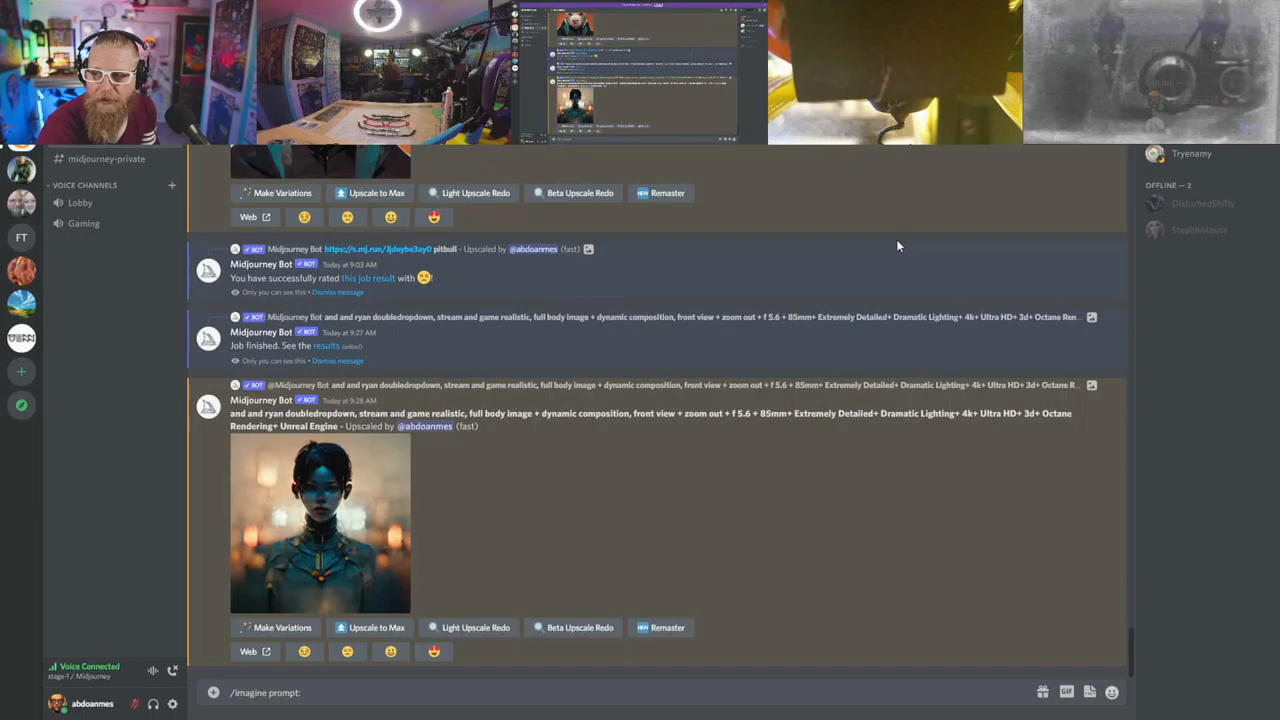 midjourney-private
VOICE CHANNELS
Lobby
Gaming
FT
Make Variations
Upscale to Max
Light Upscale Redo
Beta Upscale Redo
Remaster
Web
BOT Midjourney Bot https://s.mj.run/Jjdeybe3ay0 pitbull - Upscaled by @abdoanmes (fast)
Midjourney Bot BOT Today at 9:03 AM
You have successfully rated this job result with
Only you can see this • Dismiss message
BOT Midjourney Bot and and ryan doubledropdown, stream and game realistic, full body image + dynamic composition, front view + zoom out + f 5.6 + 85mm+ Extremely Detailed+ Dramatic Lighting+ 4k+ Ultra HD+ 3d+ Octane Ren...
Midjourney Bot BOT Today at 9:27 AM
Job finished. See the results (edited)
Only you can see this • Dismiss message
BOT @Midjourney Bot and and ryan doubledropdown, stream and game realistic, full body image + dynamic composition, front view + zoom out + f 5.6 + 85mm+ Extremely Detailed+ Dramatic Lighting+ 4k+ Ultra HD+ 3d+ Octane R...
Midjourney Bot BOT Today at 9:28 AM
and and ryan doubledropdown, stream and game realistic, full body image + dynamic composition, front view + zoom out + f 5.6 + 85mm+ Extremely Detailed+ Dramatic Lighting+ 4k+ Ultra HD+ 3d+ Octane
Rendering+ Unreal Engine - Upscaled by @abdoanmes (fast)
Make Variations
Upscale to Max
Light Upscale Redo
Beta Upscale Redo
Remaster
Web
Voice Connected
stage-1 / Midjourney
abdoanmes
/imagine prompt:
GIF
Tryenamy
OFFLINE — 2
DisturbedShifty
StealthMouse